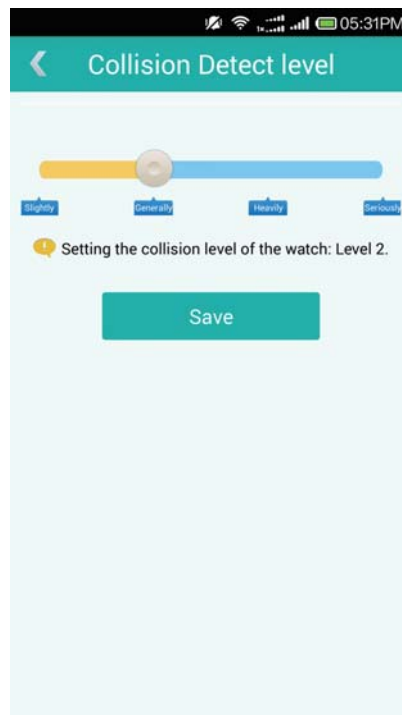 05:31PM
Collision Detect level
Slightly Generally Heavily Seriously
Setting the collision level of the watch: Level 2.
Save